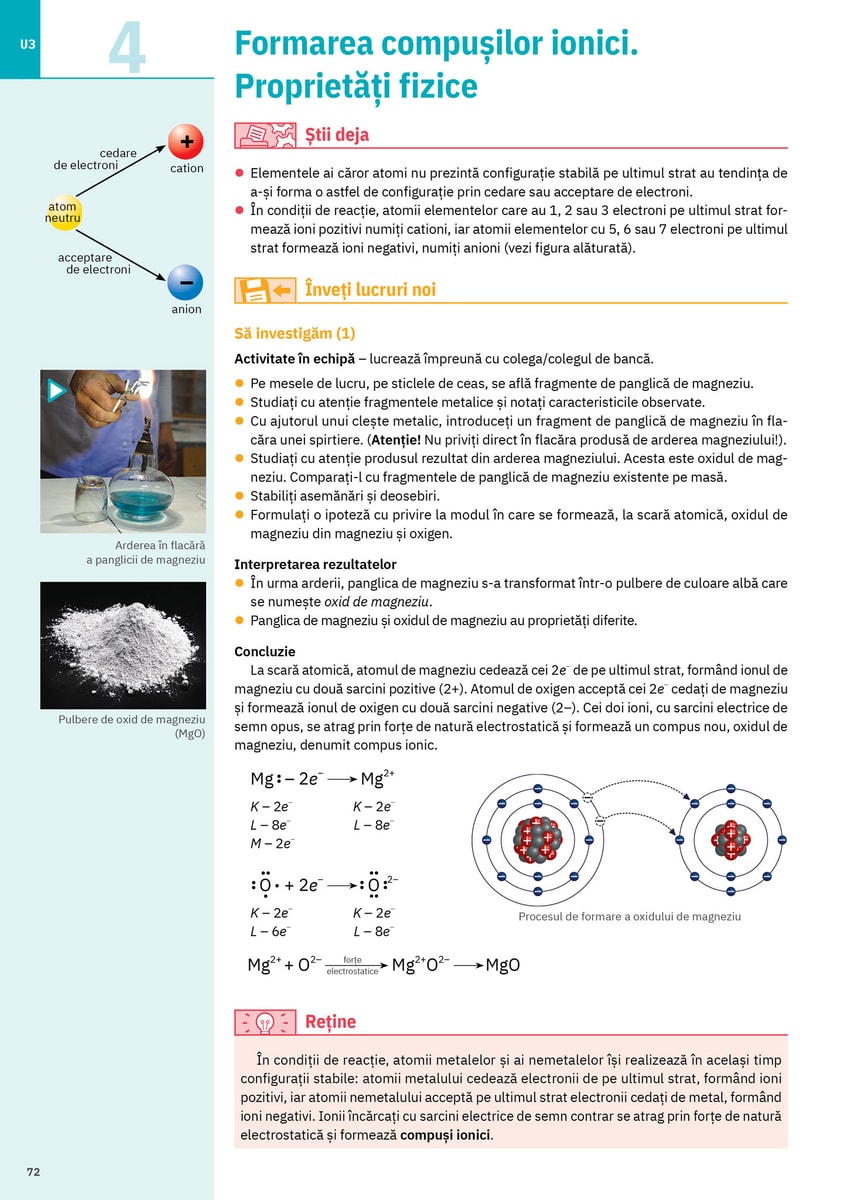 U3
4
Formarea compușilor ionici.
Proprietăți fizice
cedare
de electroni
+
cation
atom
neutru
acceptare
de electroni
–
anion
Știi deja
• Elementele ai căror atomi nu prezintă configurație stabilă pe ultimul strat au tendința de
a-și forma o astfel de configurație prin cedare sau acceptare de electroni.
• În condiții de reacție, atomii elementelor care au 1, 2 sau 3 electroni pe ultimul strat for-
mează ioni pozitivi numiți cationi, iar atomii elementelor cu 5, 6 sau 7 electroni pe ultimul
strat formează ioni negativi, numiți anioni (vezi figura alăturată).
Înveți lucruri noi
Să investigăm (1)
Activitate în echipă – lucrează împreună cu colega/colegul de bancă.
• Pe mesele de lucru, pe sticlele de ceas, se află fragmente de panglică de magneziu.
• Studiați cu atenție fragmentele metalice și notați caracteristicile observate.
• Cu ajutorul unui clește metalic, introduceți un fragment de panglică de magneziu în fla-
căra unei spirtiere. (Atenție! Nu priviți direct în flacăra produsă de arderea magneziului!).
• Studiați cu atenție produsul rezultat din arderea magneziului. Acesta este oxidul de mag-
neziu. Comparați-l cu fragmentele de panglică de magneziu existente pe masă.
• Stabiliți asemănări și deosebiri.
• Formulați o ipoteză cu privire la modul în care se formează, la scară atomică, oxidul de
magneziu din magneziu și oxigen.
Arderea în flacără
a panglicii de magneziu
Interpretarea rezultatelor
• În urma arderii, panglica de magneziu s-a transformat într-o pulbere de culoare albă care
se numește oxid de magneziu.
• Panglica de magneziu și oxidul de magneziu au proprietăți diferite.
Pulbere de oxid de magneziu
(MgO)
Concluzie
La scară atomică, atomul de magneziu cedează cei 2e⁻ de pe ultimul strat, formând ionul de
magneziu cu două sarcini pozitive (2+). Atomul de oxigen acceptă cei 2e⁻ cedați de magneziu
și formează ionul de oxigen cu două sarcini negative (2–). Cei doi ioni, cu sarcini electrice de
semn opus, se atrag prin forțe de natură electrostatică și formează un compus nou, oxidul de
magneziu, denumit compus ionic.
Mg: – 2e⁻ ⟶ Mg²⁺
K – 2e⁻ K – 2e⁻
L – 8e⁻ L – 8e⁻
M – 2e⁻
:O· + 2e⁻ ⟶ :O:²⁻
K – 2e⁻ K – 2e⁻
L – 6e⁻ L – 8e⁻
Procesul de formare a oxidului de magneziu
Mg²⁺ + O²⁻ forțe electrostatice ⟶ Mg²⁺O²⁻ ⟶ MgO
Reține
În condiții de reacție, atomii metalelor și ai nemetalelor își realizează în același timp
configurații stabile: atomii metalului cedează electronii de pe ultimul strat, formând ioni
pozitivi, iar atomii nemetalului acceptă pe ultimul strat electronii cedați de metal, formând
ioni negativi. Ionii încărcați cu sarcini electrice de semn contrar se atrag prin forțe de natură
electrostatică și formează compuși ionici.
72